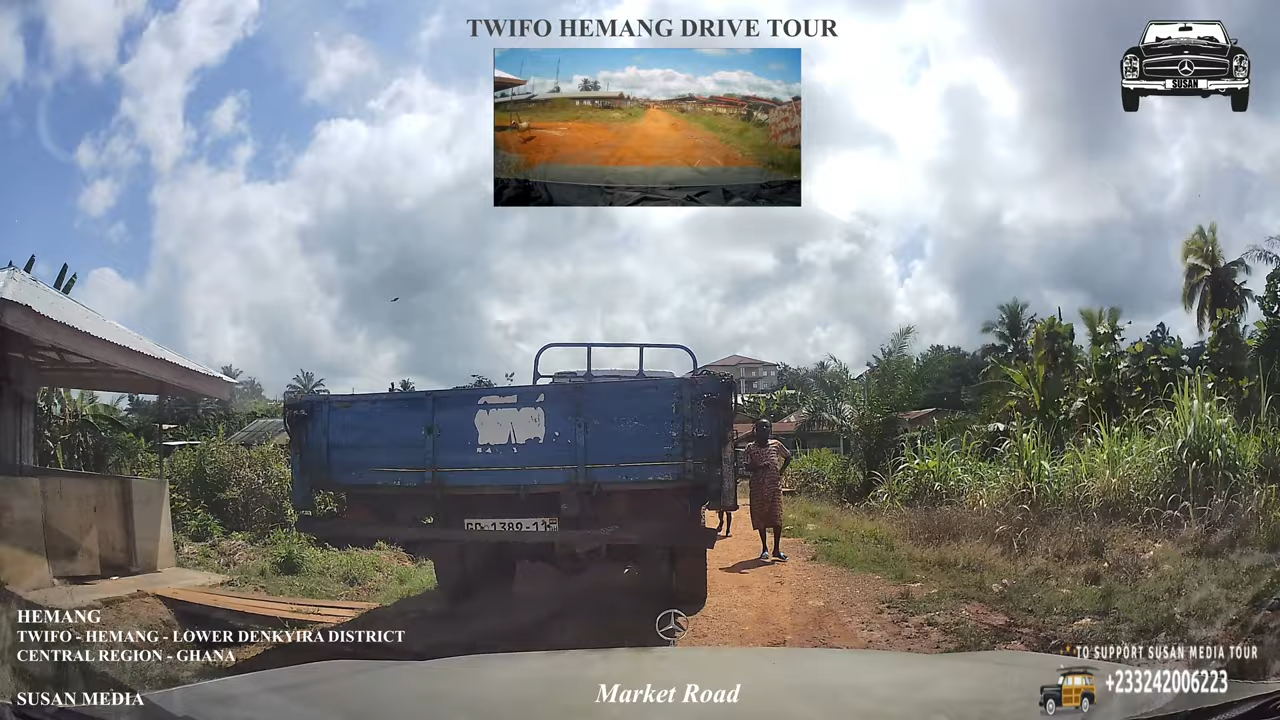 TWIFO HEMANG DRIVE TOUR
SUSAN
HEMANG
TWIFO - HEMANG - LOWER DENKYIRA DISTRICT
CENTRAL REGION - GHANA
SUSAN MEDIA
Market Road
TO SUPPORT SUSAN MEDIA TOUR
+233242006223